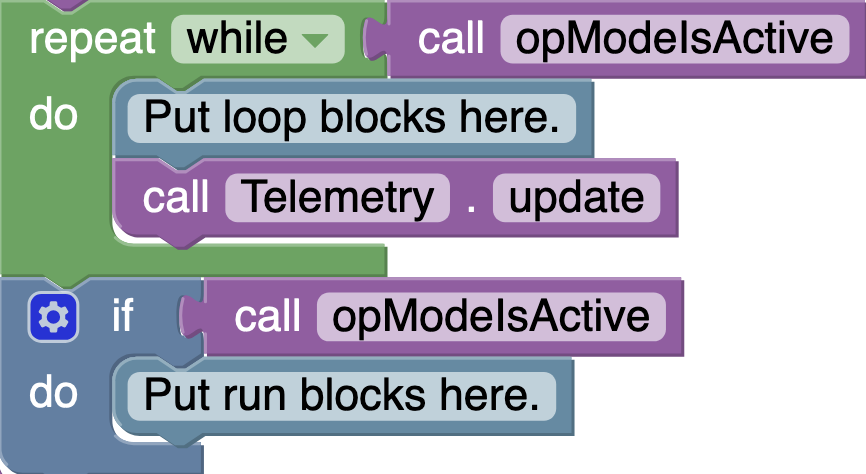 repeat while call opModeIsActive
do Put loop blocks here.
call Telemetry . update
if call opModeIsActive
do Put run blocks here.